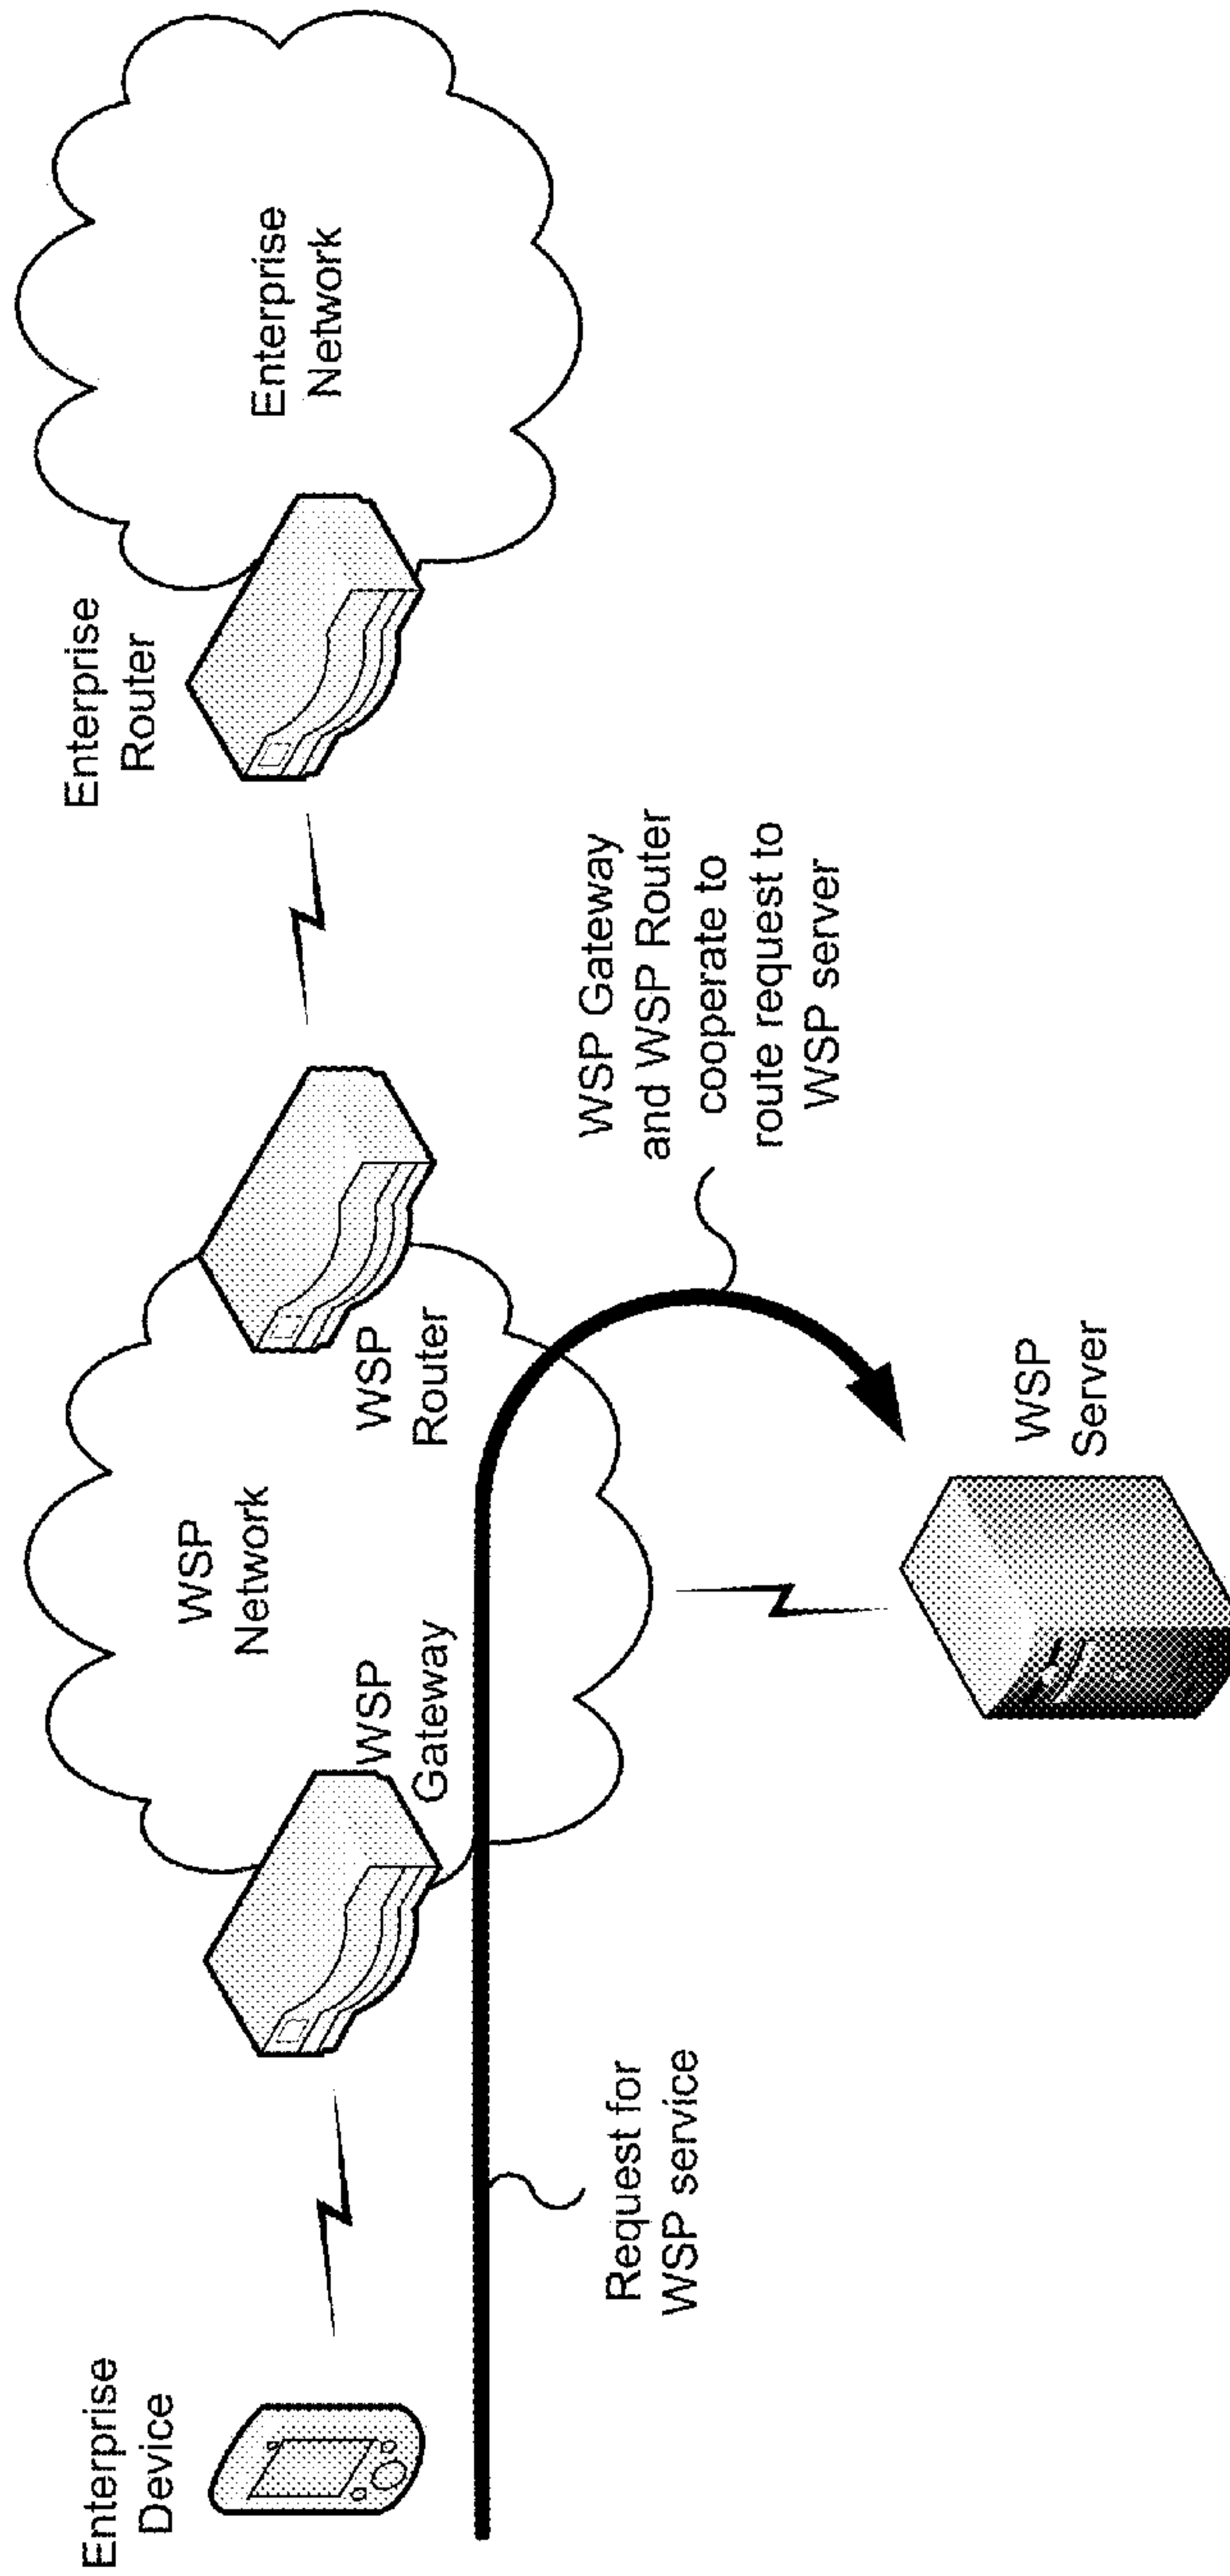 Enterprise
Device
WSP
Gateway
WSP
Network
WSP
Router
Enterprise
Router
Enterprise
Network
Request for
WSP service
WSP Gateway
and WSP Router
cooperate to
route request to
WSP server
WSP
Server